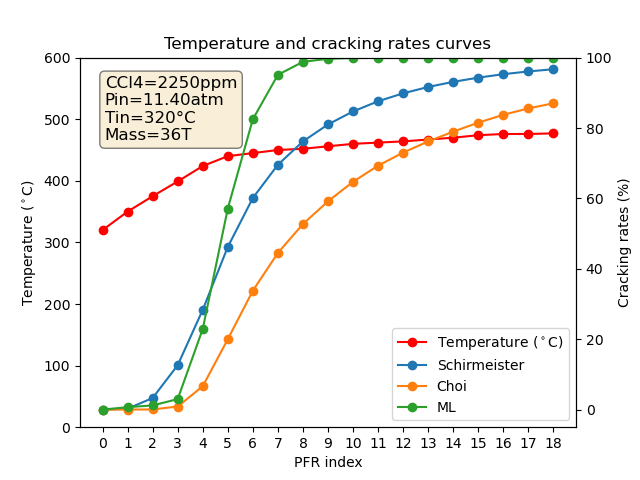 Temperature and cracking rates curves
CCl4=2250ppm
Pin=11.40atm
Tin=320°C
Mass=36T
600
500
400
300
200
100
0
Temperature (°C)
100
80
60
40
20
0
Cracking rates (%)
Temperature (°C)
Schirmeister
Choi
ML
0 1 2 3 4 5 6 7 8 9 10 11 12 13 14 15 16 17 18
PFR index